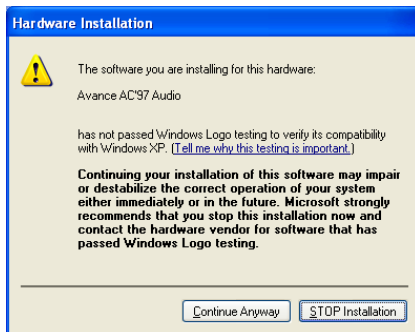 Hardware Installation
The software you are installing for this hardware:
Avance AC'97 Audio
has not passed Windows Logo testing to verify its compatibility
with Windows XP. (Tell me why this testing is important.)
Continuing your installation of this software may impair
or destabilize the correct operation of your system
either immediately or in the future. Microsoft strongly
recommends that you stop this installation now and
contact the hardware vendor for software that has
passed Windows Logo testing.
Continue Anyway
STOP Installation